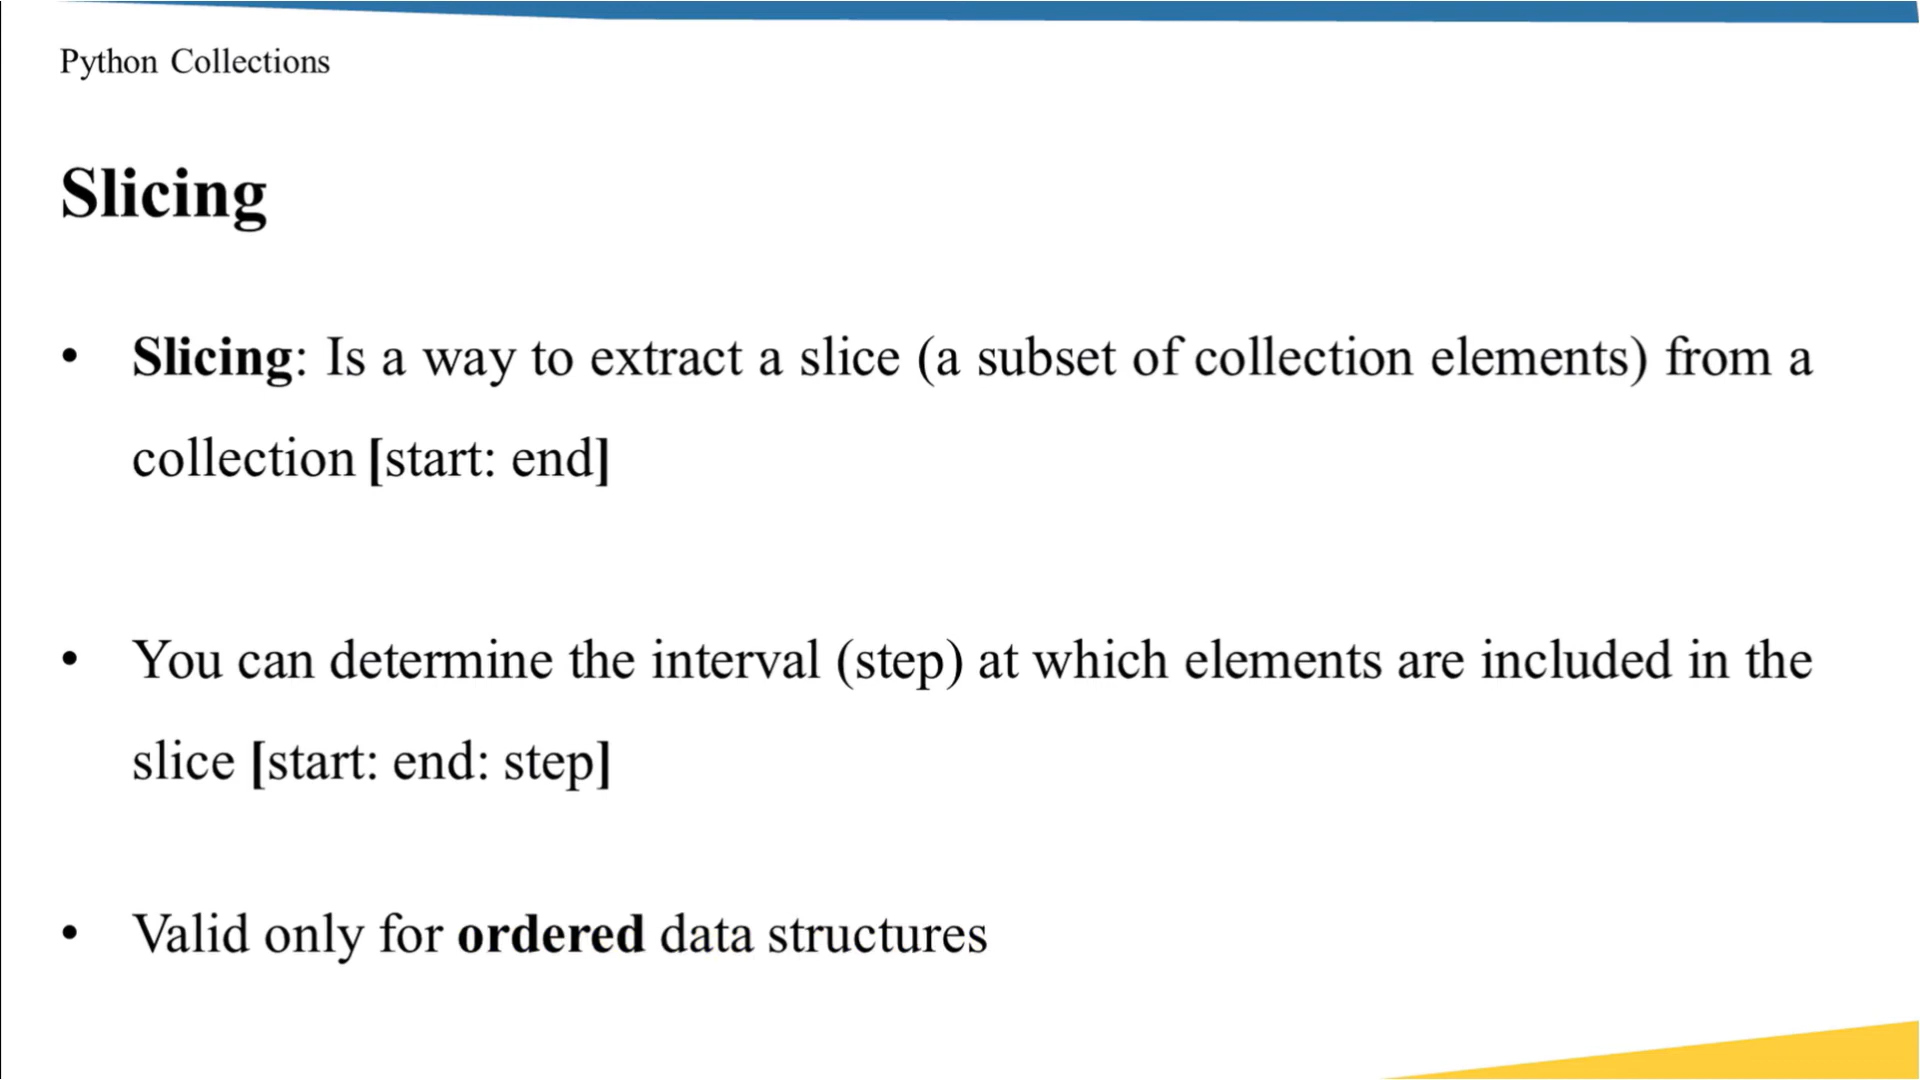 Python Collections
Slicing
• Slicing: Is a way to extract a slice (a subset of collection elements) from a
collection [start: end]
• You can determine the interval (step) at which elements are included in the
slice [start: end: step]
• Valid only for ordered data structures